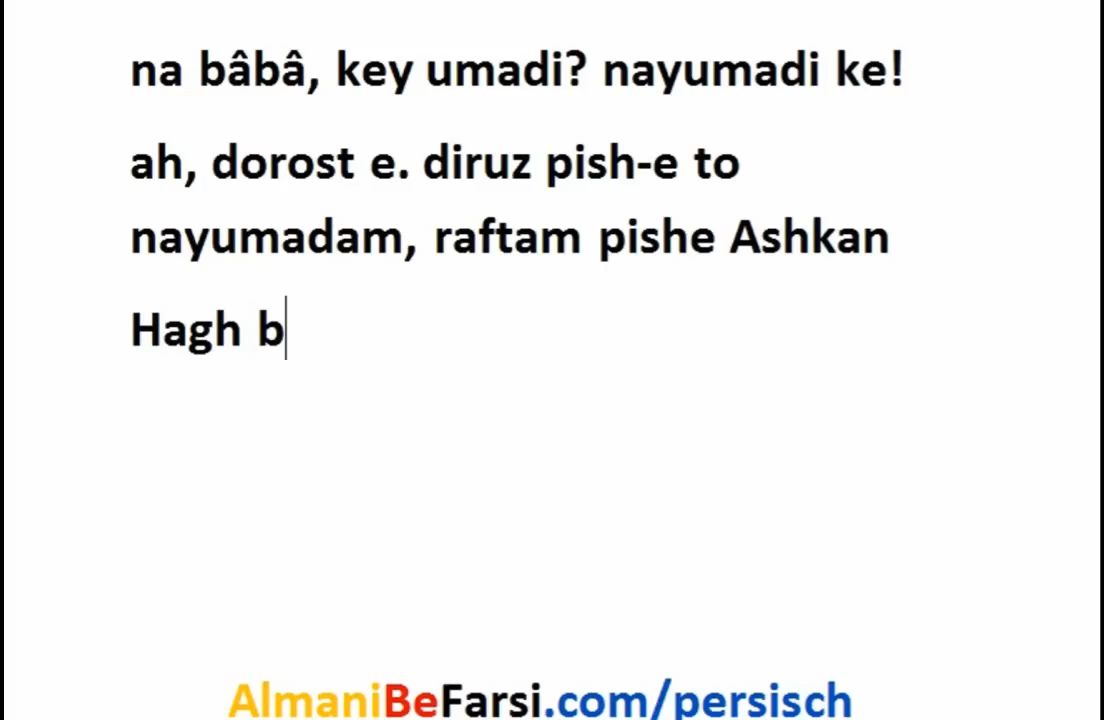 na bâbâ, key umadi? nayumadi ke!
ah, dorost e. diruz pish-e to
nayumadam, raftam pishe Ashkan
Hagh b
AlmaniBeFarsi.com/persisch